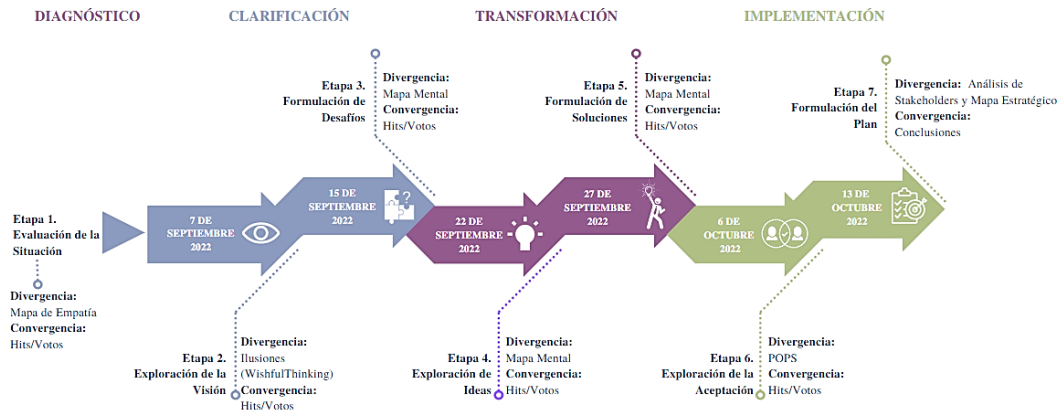 DIAGNÓSTICO
CLARIFICACIÓN
TRANSFORMACIÓN
IMPLEMENTACIÓN
Etapa 1.
Evaluación de la
Situación
Divergencia:
Mapa de Empatía
Convergencia:
Hits/Votos
7 DE
SEPTIEMBRE
2022
Etapa 2.
Exploración de la
Visión
Divergencia:
Ilusiones
(WishfulThinking)
Convergencia:
Hits/Votos
Etapa 3.
Formulación de
Desafíos
Divergencia:
Mapa Mental
Convergencia:
Hits/Votos
15 DE
SEPTIEMBRE
2022
?
22 DE
SEPTIEMBRE
2022
Etapa 4.
Exploración de
Ideas
Divergencia:
Mapa Mental
Convergencia:
Hits/Votos
Etapa 5.
Formulación de
Soluciones
Divergencia:
Mapa Mental
Convergencia:
Hits/Votos
27 DE
SEPTIEMBRE
2022
6 DE
OCTUBRE
2022
Etapa 6.
Exploración de la
Aceptación
Divergencia:
POPS
Convergencia:
Hits/Votos
Etapa 7.
Formulación del
Plan
Divergencia: Análisis de
Stakeholders y Mapa Estratégico
Convergencia:
Conclusiones
13 DE
OCTUBRE
2022